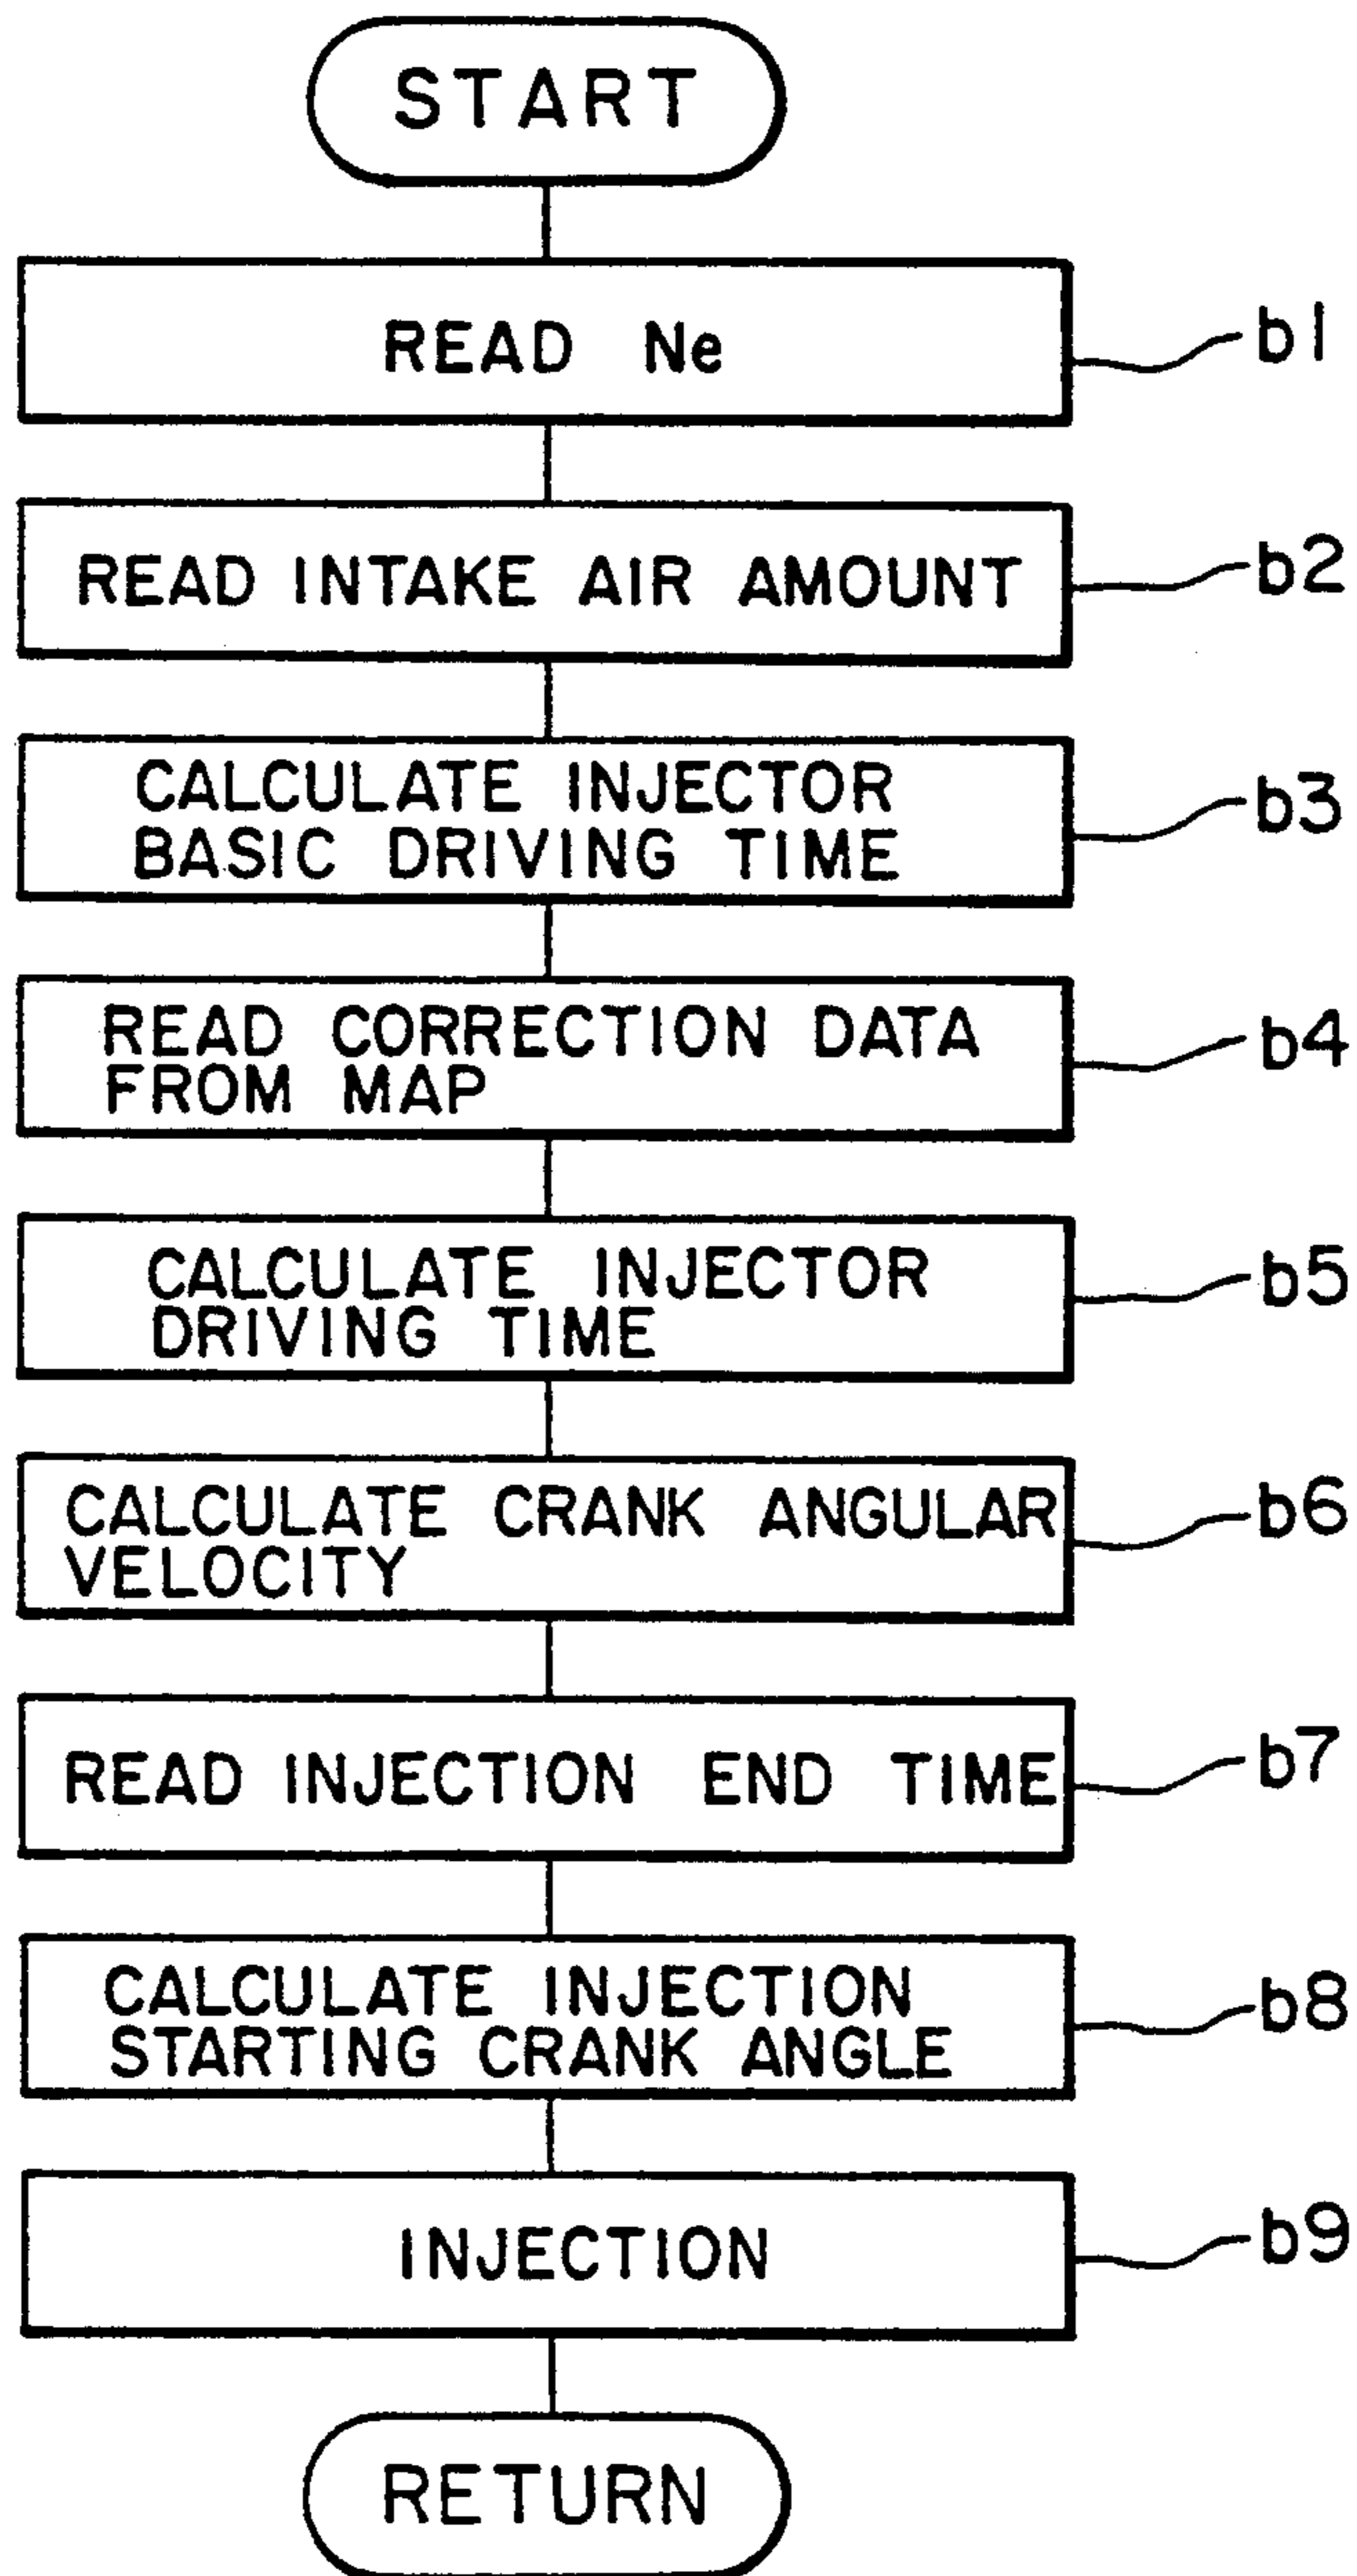 START
READ Ne
b1
READ INTAKE AIR AMOUNT
b2
CALCULATE INJECTOR
BASIC DRIVING TIME
b3
READ CORRECTION DATA
FROM MAP
b4
CALCULATE INJECTOR
DRIVING TIME
b5
CALCULATE CRANK ANGULAR
VELOCITY
b6
READ INJECTION END TIME
b7
CALCULATE INJECTION
STARTING CRANK ANGLE
b8
INJECTION
b9
RETURN